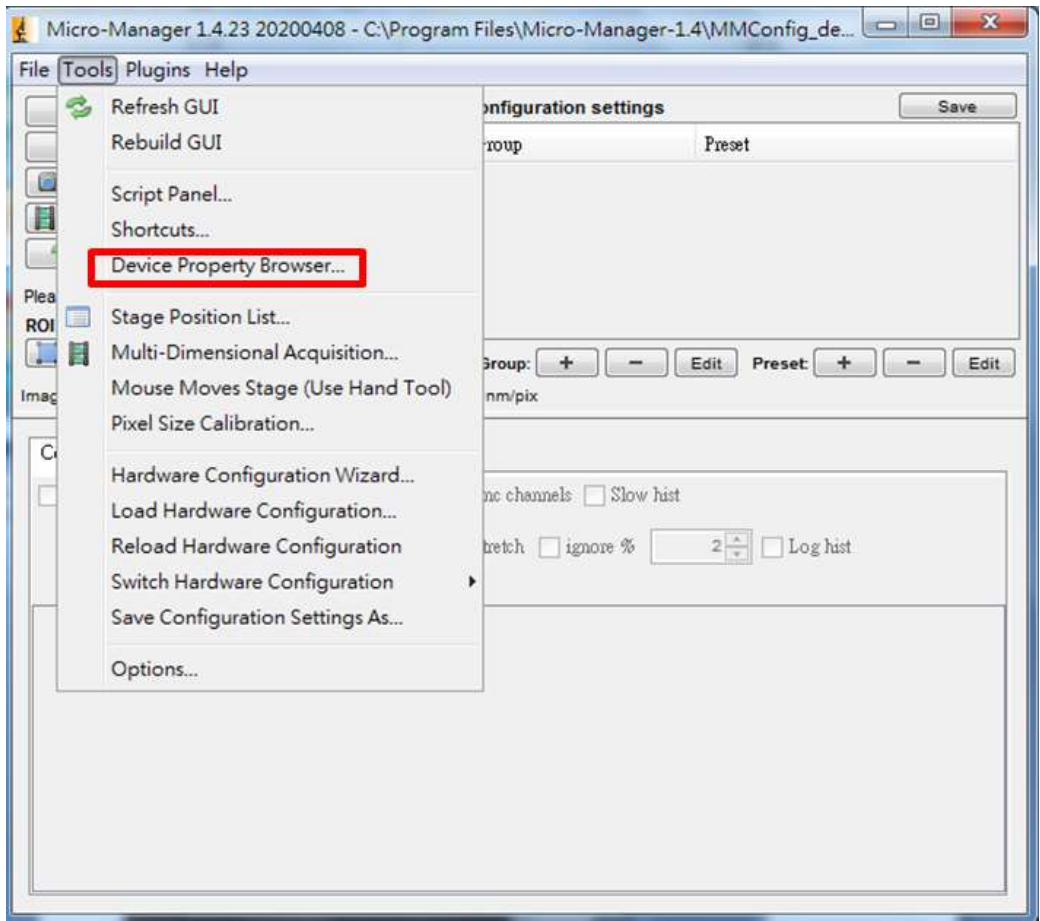 Micro-Manager 1.4.23 20200408 - C:\Program Files\Micro-Manager-1.4\MMConfig_de...
File Tools Plugins Help
Refresh GUI
Rebuild GUI
Script Panel...
Shortcuts...
Device Property Browser...
Stage Position List...
Multi-Dimensional Acquisition...
Mouse Moves Stage (Use Hand Tool)
Pixel Size Calibration...
Hardware Configuration Wizard...
Load Hardware Configuration...
Reload Hardware Configuration
Switch Hardware Configuration
Save Configuration Settings As...
Options...
onfiguration settings Save
roup Preset
Plea
ROI
Group: + - Edit Preset: + - Edit
Imag nm/pix
nc channels Slow hist
tretch ignore % 2 Log hist